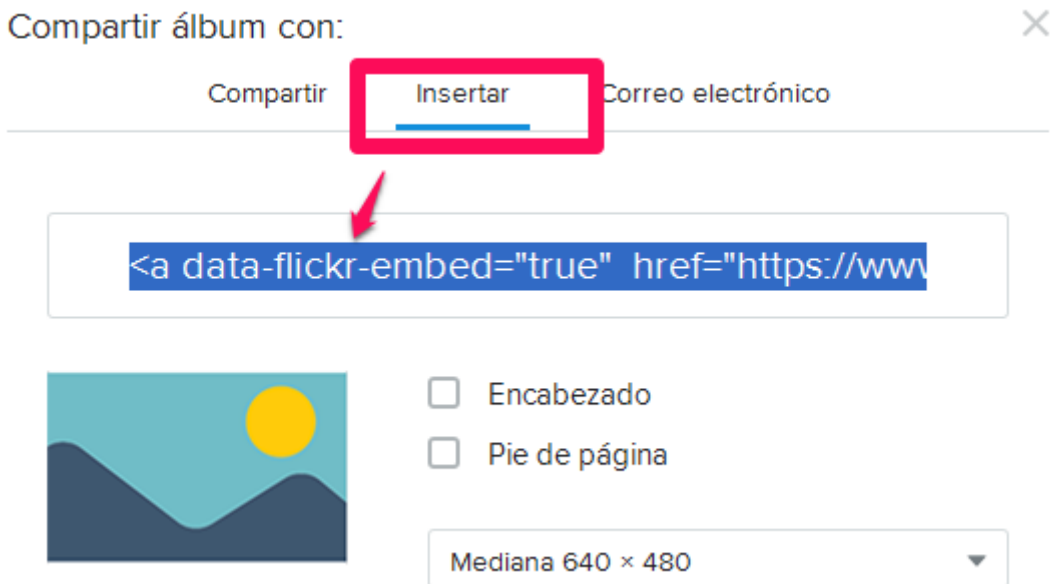 Compartir álbum con:
Compartir Insertar Correo electrónico
<a data-flickr-embed="true" href="https://www
Encabezado
Pie de página
Mediana 640 × 480